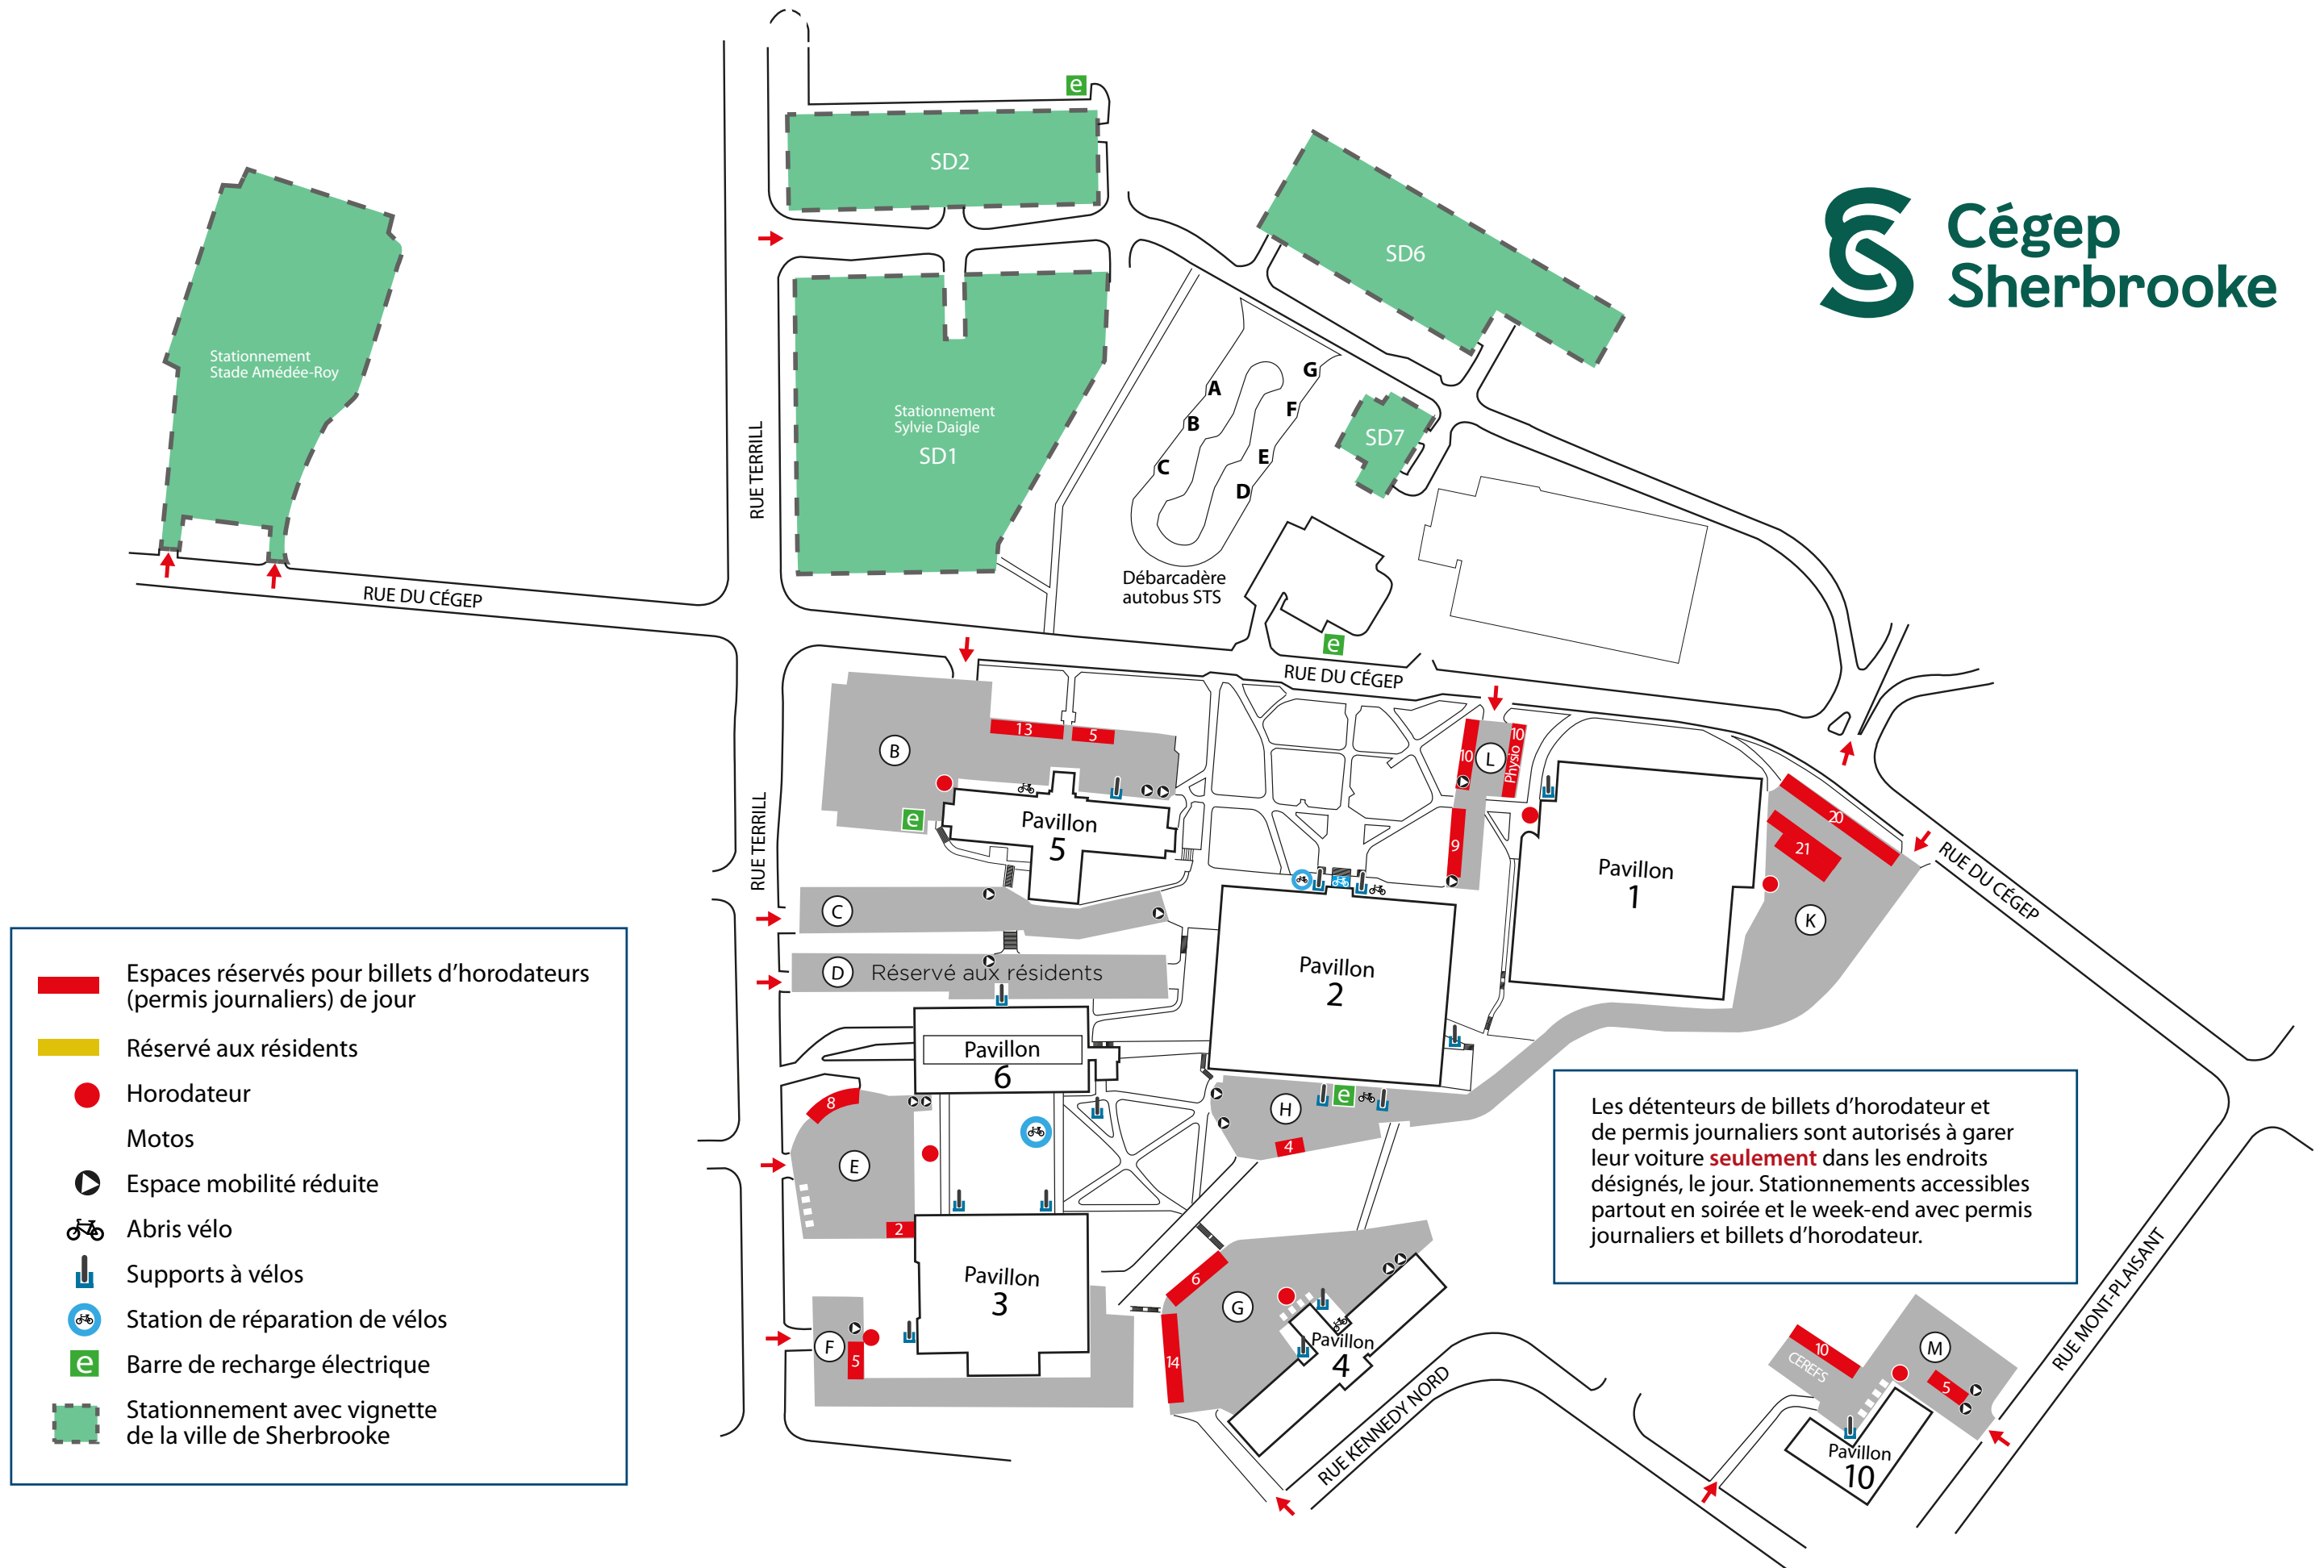 e
SD2
SD6
Cégep
Sherbrooke
Stationnement
Stade Amédée-Roy
Stationnement
Sylvie Daigle
SD1
RUE TERRILL
A
B
C
G
F
E
D
SD7
Débarcadère
autobus STS
e
RUE DU CÉGEP
RUE DU CÉGEP
B
13
5
e
Pavillon
5
10
L
10
Physio
9
Pavillon
1
20
21
K
RUE DU CÉGEP
RUE TERRILL
C
D
Réservé aux résidents
Pavillon
2
Pavillon
6
8
E
2
H
e
4
Pavillon
3
F
5
6
G
14
Pavillon
4
RUE KENNEDY NORD
10
CEREFS
M
5
Pavillon
10
RUE MONT-PLAISANT
Espaces réservés pour billets d’horodateurs
(permis journaliers) de jour
Réservé aux résidents
Horodateur
Motos
Espace mobilité réduite
Abris vélo
Supports à vélos
Station de réparation de vélos
e
Barre de recharge électrique
Stationnement avec vignette
de la ville de Sherbrooke
Les détenteurs de billets d’horodateur et
de permis journaliers sont autorisés à garer
leur voiture seulement dans les endroits
désignés, le jour. Stationnements accessibles
partout en soirée et le week-end avec permis
journaliers et billets d’horodateur.